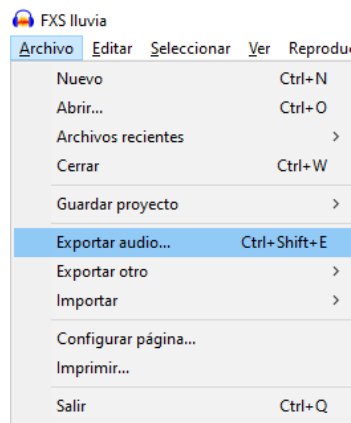 FXS lluvia
Archivo Editar Seleccionar Ver Reproduc
Nuevo Ctrl+N
Abrir... Ctrl+O
Archivos recientes >
Cerrar Ctrl+W
Guardar proyecto >
Exportar audio... Ctrl+Shift+E
Exportar otro >
Importar >
Configurar página...
Imprimir...
Salir Ctrl+Q